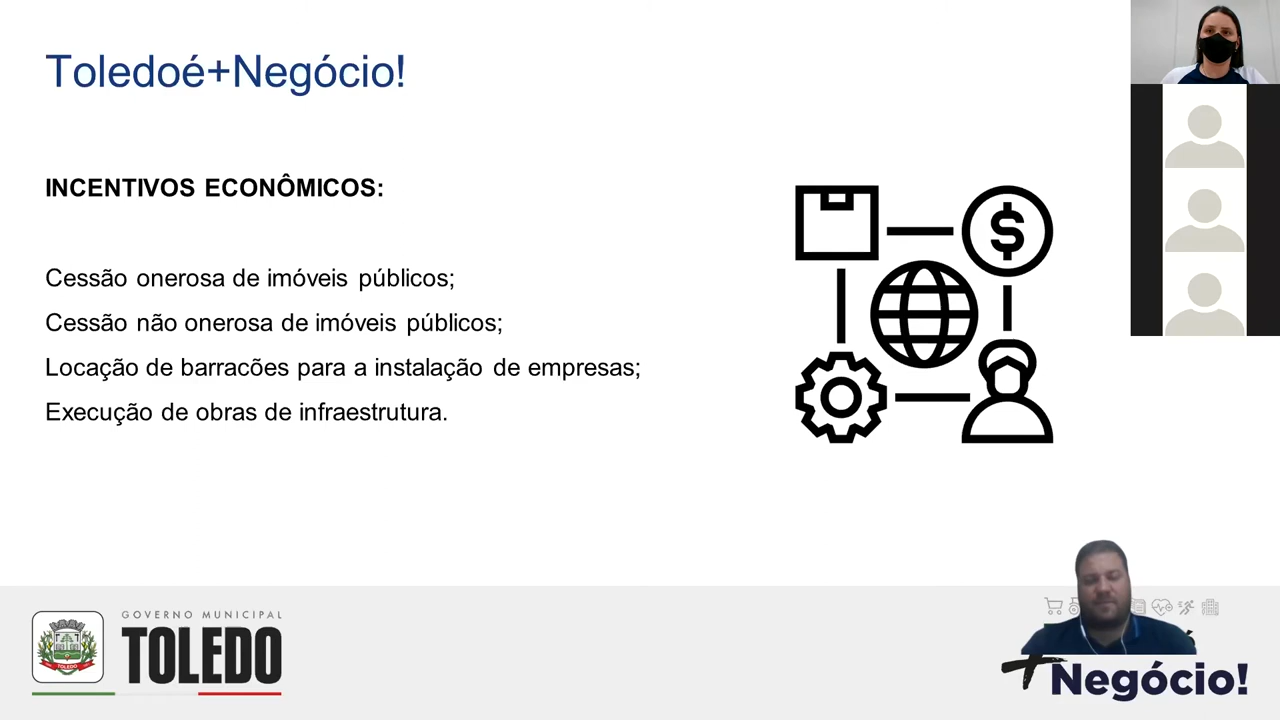 Toledoé+Negócio!
INCENTIVOS ECONÔMICOS:
Cessão onerosa de imóveis públicos;
Cessão não onerosa de imóveis públicos;
Locação de barracões para a instalação de empresas;
Execução de obras de infraestrutura.
$
GOVERNO MUNICIPAL
TOLEDO
TOLEDO
+Negócio!